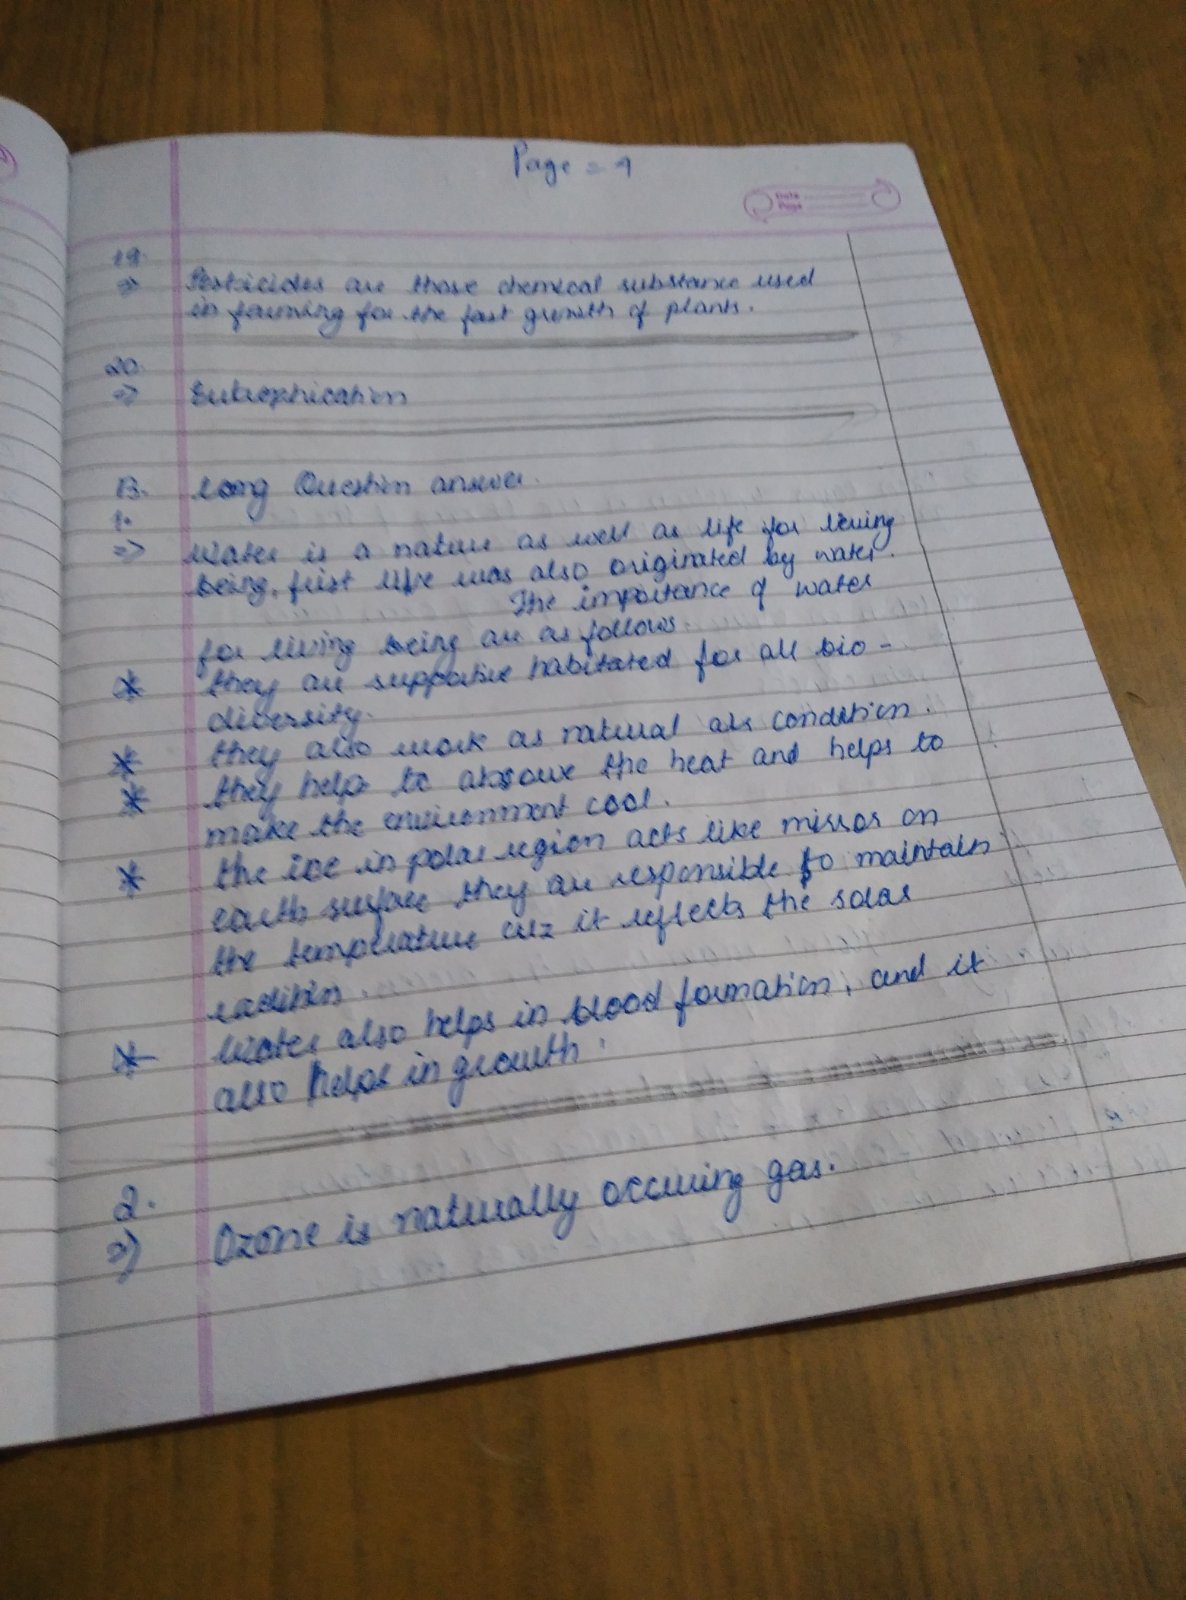 Page = 1
Date
Page
19.
⇒ Pesticides are those chemical substance used
in farming for the fast growth of plants.
20.
⇒ Eutrophication
13. Long Question answer.
1.
⇒ Water is a nature as well as life for living
being, first life was also originated by water.
The importance of water
for living being are as follows.
* they are supportive habitated for all bio-
diversity.
* they also work as natural air condition.
* they help to absowe the heat and helps to
make the environment cool.
* the ice in polar region acts like mirror on
earth surface they are responsible to maintain
the temperature cuz it reflects the solar
radition.
* Water also helps in blood formation, and it
also helps in growth.
2.
⇒ Ozone is naturally occuring gas.